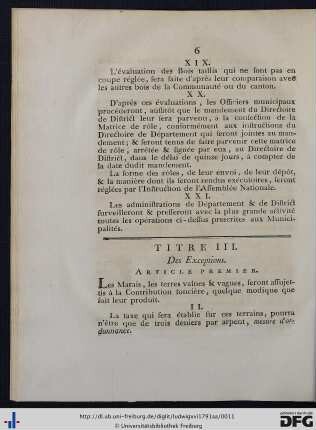 6
XIX.
L'évaluation des Bois taillis qui ne sont pas en
coupe réglée, sera faite d'après leur comparaison avec
les autres bois de la Communauté ou du canton.
XX.
D'après ces évaluations, les Officiers municipaux
procéderont, aussitôt que le mandement du Directoire
de District leur sera parvenu, à la confection de la
Matrice de rôle, conformément aux instructions du
Directoire de Département qui seront jointes au man-
dement; & seront tenus de faire parvenir cette matrice
de rôle, arrêtée & signée par eux, au Directoire de
District, dans le délai de quinze jours, à compter de
la date dudit mandement.
La forme des rôles, de leur envoi, de leur dépôt,
& la manière dont ils seront rendus exécutoires, seront
réglées par l'Instruction de l'Assemblée Nationale.
XXI.
Les administrations de Département & de District
surveilleront & presseront avec la plus grande activité
toutes les opérations ci-dessus prescrites aux Munici-
palités.
TITRE III.
Des Exceptions.
ARTICLE PREMIER.
Les Marais, les terres vaines & vagues, seront assujet-
tis à la Contribution foncière, quelque modique que
soit leur produit.
II.
La taxe qui sera établie sur ces terrains, pourra
n'être que de trois deniers par arpent, mesure d'or-
donnance.
http://dl.ub.uni-freiburg.de/diglit/ludwigxvi1791aa/0011
© Universitätsbibliothek Freiburg
DFG